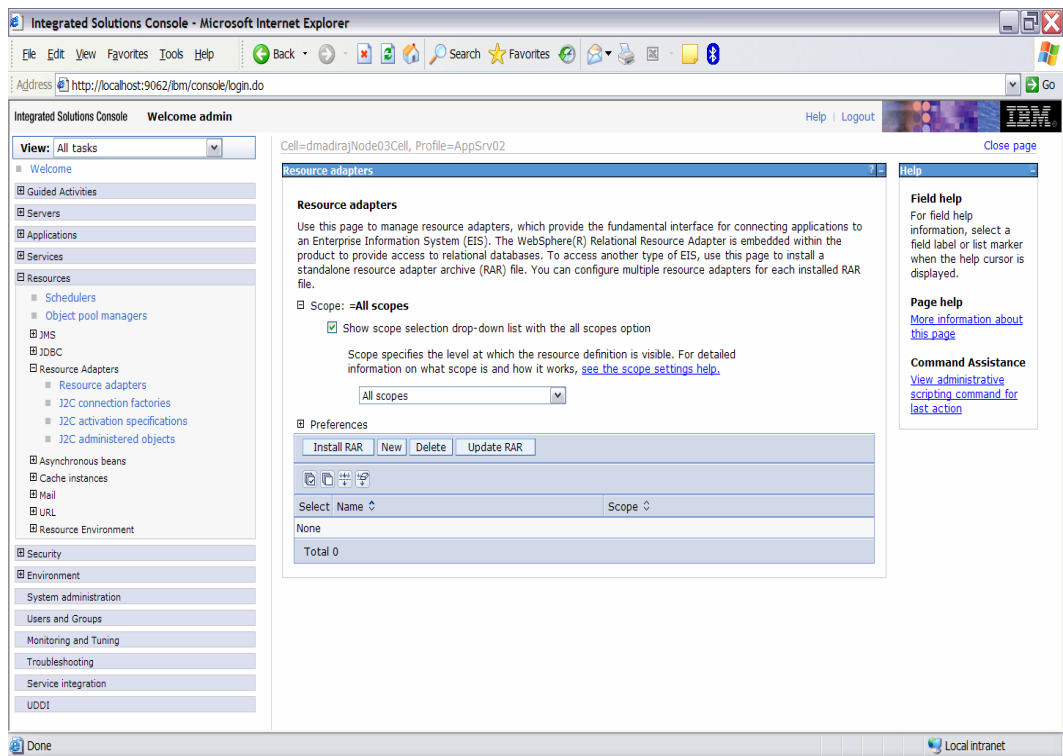 Integrated Solutions Console - Microsoft Internet Explorer
File Edit View Favorites Tools Help
Back Search Favorites
Address http://localhost:9062/ibm/console/login.do Go
Integrated Solutions Console Welcome admin Help | Logout IBM.
View: All tasks
Welcome
Guided Activities
Servers
Applications
Services
Resources
Schedulers
Object pool managers
JMS
JDBC
Resource Adapters
Resource adapters
J2C connection factories
J2C activation specifications
J2C administered objects
Asynchronous beans
Cache instances
Mail
URL
Resource Environment
Security
Environment
System administration
Users and Groups
Monitoring and Tuning
Troubleshooting
Service integration
UDDI
Cell=dmadirajNode03Cell, Profile=AppSrv02 Close page
Resource adapters ? -
Resource adapters
Use this page to manage resource adapters, which provide the fundamental interface for connecting applications to
an Enterprise Information System (EIS). The WebSphere(R) Relational Resource Adapter is embedded within the
product to provide access to relational databases. To access another type of EIS, use this page to install a
standalone resource adapter archive (RAR) file. You can configure multiple resource adapters for each installed RAR
file.
Scope: =All scopes
Show scope selection drop-down list with the all scopes option
Scope specifies the level at which the resource definition is visible. For detailed
information on what scope is and how it works, see the scope settings help.
All scopes
Preferences
Install RAR New Delete Update RAR
Select Name Scope
None
Total 0
Help -
Field help
For field help
information, select a
field label or list marker
when the help cursor is
displayed.
Page help
More information about
this page
Command Assistance
View administrative
scripting command for
last action
Done Local intranet